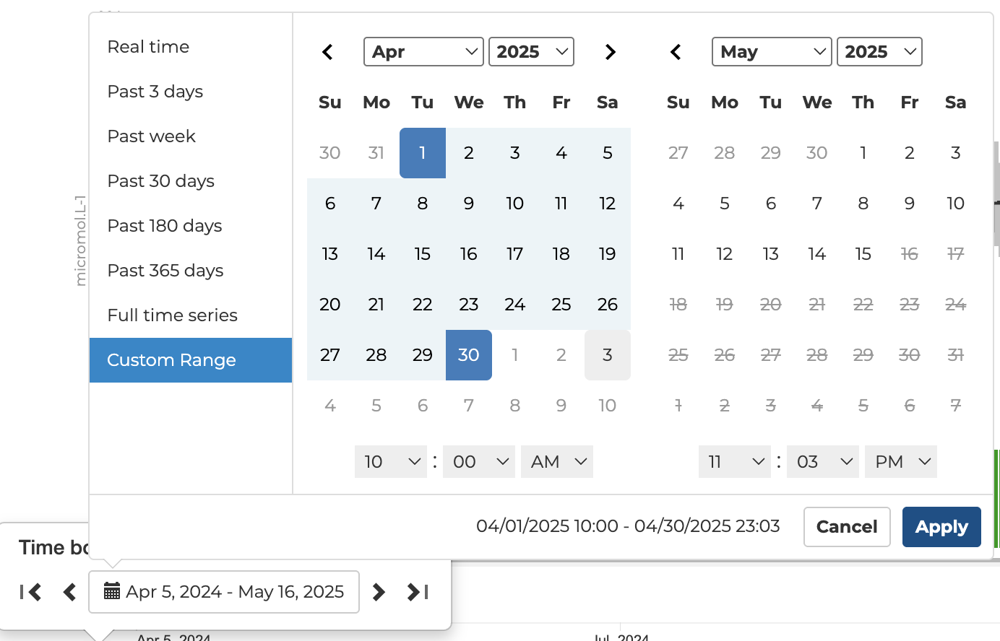 Real time
Past 3 days
Past week
Past 30 days
Past 180 days
Past 365 days
Full time series
Custom Range
micromol.L-1
Apr 2025
Su Mo Tu We Th Fr Sa
30 31 1 2 3 4 5
6 7 8 9 10 11 12
13 14 15 16 17 18 19
20 21 22 23 24 25 26
27 28 29 30 1 2 3
4 5 6 7 8 9 10
10 : 00 AM
May 2025
Su Mo Tu We Th Fr Sa
27 28 29 30 1 2 3
4 5 6 7 8 9 10
11 12 13 14 15 16 17
18 19 20 21 22 23 24
25 26 27 28 29 30 31
1 2 3 4 5 6 7
11 : 03 PM
04/01/2025 10:00 - 04/30/2025 23:03
Cancel
Apply
Time
Apr 5, 2024 - May 16, 2025
Apr 5, 2024
Jul, 2024